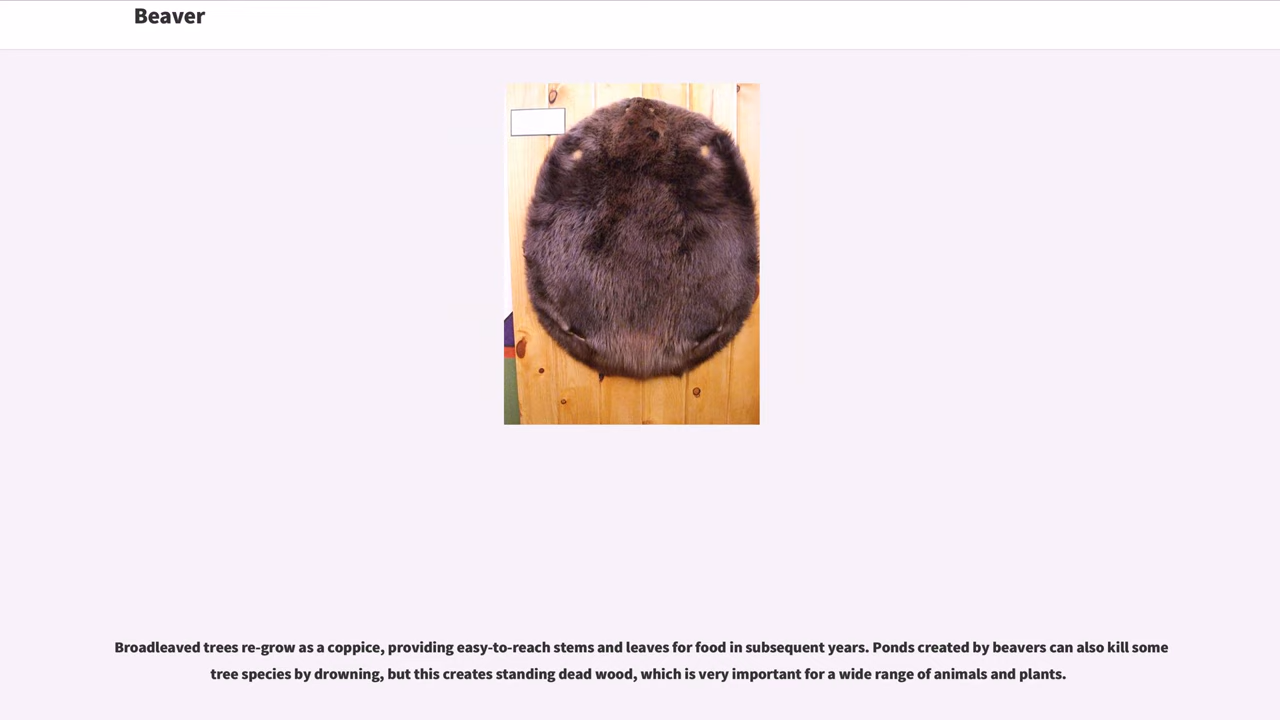 Beaver
Broadleaved trees re-grow as a coppice, providing easy-to-reach stems and leaves for food in subsequent years. Ponds created by beavers can also kill some
tree species by drowning, but this creates standing dead wood, which is very important for a wide range of animals and plants.